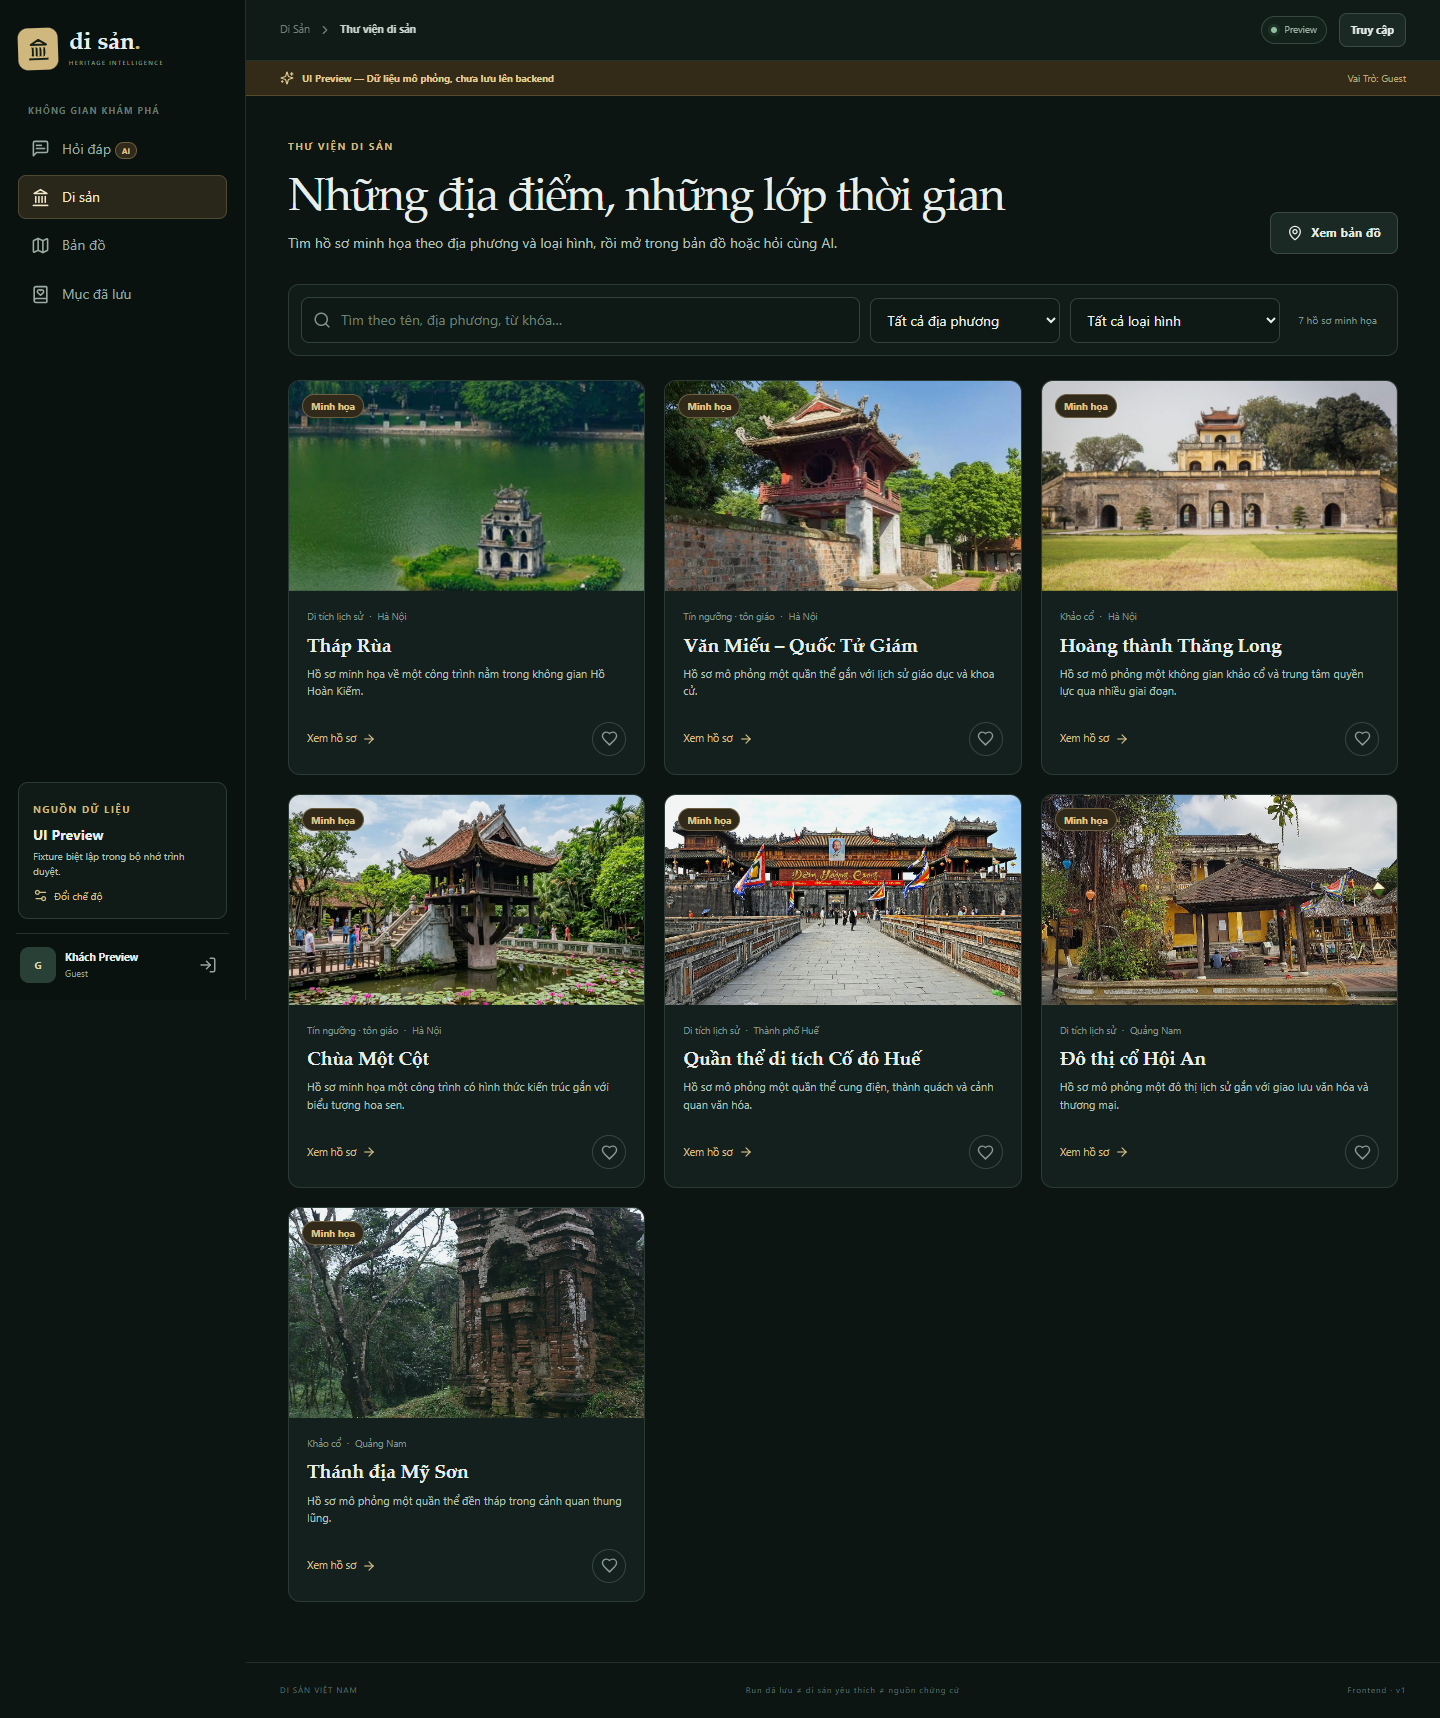 di sản.
HERITAGE INTELLIGENCE
KHÔNG GIAN KHÁM PHÁ
Hỏi đáp AI
Di sản
Bản đồ
Mục đã lưu
NGUỒN DỮ LIỆU
UI Preview
Fixture biệt lập trong bộ nhớ trình
duyệt.
Đổi chế độ
G
Khách Preview
Guest
Di Sản > Thư viện di sản
Preview
Truy cập
UI Preview — Dữ liệu mô phỏng, chưa lưu lên backend
Vai Trò: Guest
THƯ VIỆN DI SẢN
Những địa điểm, những lớp thời gian
Tìm hồ sơ minh họa theo địa phương và loại hình, rồi mở trong bản đồ hoặc hỏi cùng AI.
Xem bản đồ
Tìm theo tên, địa phương, từ khóa...
Tất cả địa phương
Tất cả loại hình
7 hồ sơ minh họa
Minh họa
Di tích lịch sử · Hà Nội
Tháp Rùa
Hồ sơ minh họa về một công trình nằm trong không gian Hồ
Hoàn Kiếm.
Xem hồ sơ
Minh họa
Tín ngưỡng · tôn giáo · Hà Nội
Văn Miếu – Quốc Tử Giám
Hồ sơ mô phỏng một quần thể gắn với lịch sử giáo dục và khoa
cử.
Xem hồ sơ
Minh họa
Khảo cổ · Hà Nội
Hoàng thành Thăng Long
Hồ sơ mô phỏng một không gian khảo cổ và trung tâm quyền
lực qua nhiều giai đoạn.
Xem hồ sơ
Minh họa
Tín ngưỡng · tôn giáo · Hà Nội
Chùa Một Cột
Hồ sơ minh họa một công trình có hình thức kiến trúc gắn với
biểu tượng hoa sen.
Xem hồ sơ
Minh họa
Đêm Hoàng Cung
Di tích lịch sử · Thành phố Huế
Quần thể di tích Cố đô Huế
Hồ sơ mô phỏng một quần thể cung điện, thành quách và cảnh
quan văn hóa.
Xem hồ sơ
Minh họa
Di tích lịch sử · Quảng Nam
Đô thị cổ Hội An
Hồ sơ mô phỏng một đô thị lịch sử gắn với giao lưu văn hóa và
thương mại.
Xem hồ sơ
Minh họa
Khảo cổ · Quảng Nam
Thánh địa Mỹ Sơn
Hồ sơ mô phỏng một quần thể đền tháp trong cảnh quan thung
lũng.
Xem hồ sơ
DI SẢN VIỆT NAM
Run đã lưu ≠ di sản yêu thích ≠ nguồn chứng cứ
Frontend · v1